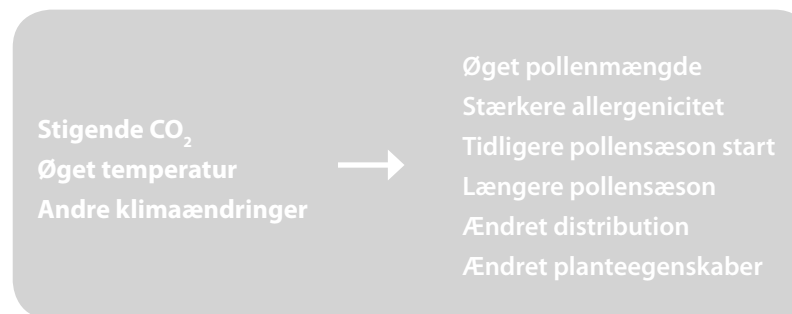 Stigende CO₂
Øget temperatur
Andre klimaændringer
Øget pollenmængde
Stærkere allergenicitet
Tidligere pollensæson start
Længere pollensæson
Ændret distribution
Ændret planteegenskaber